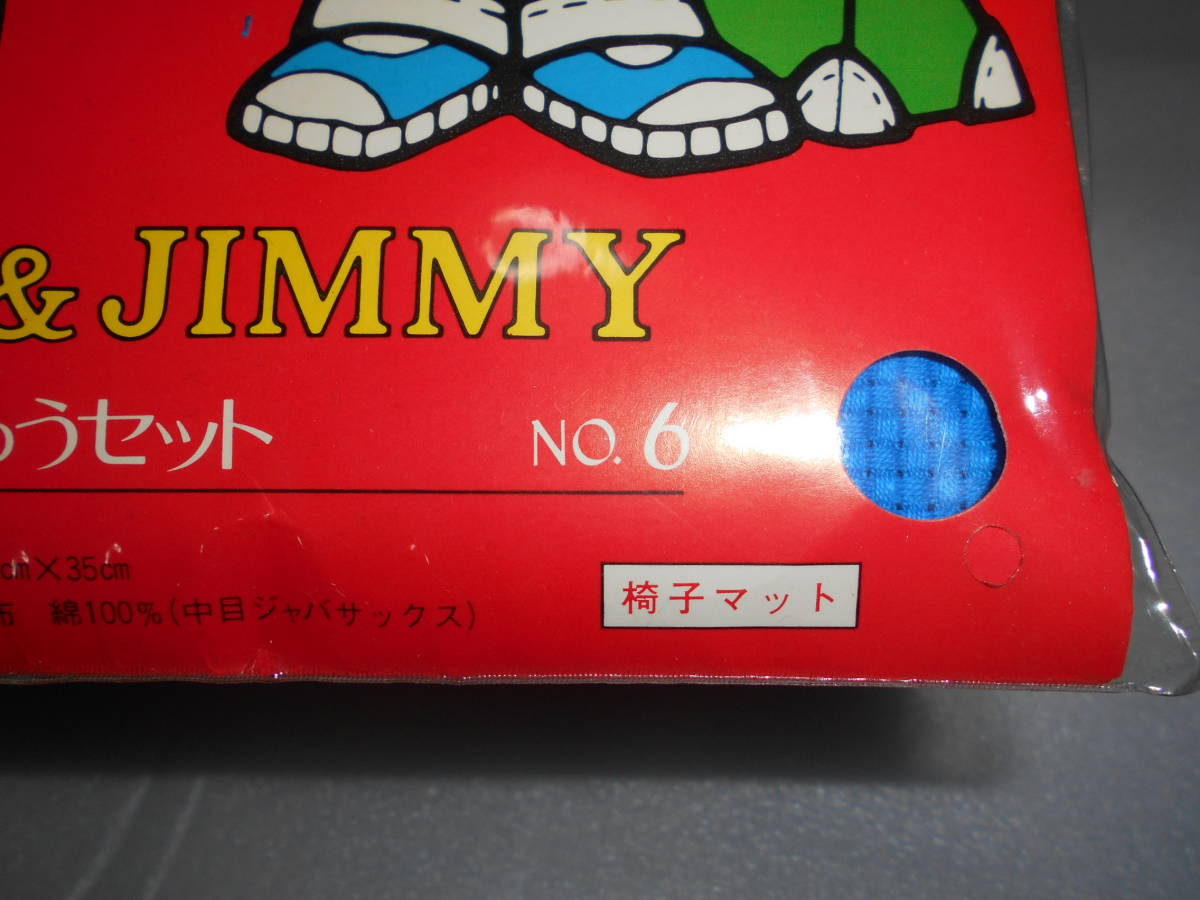 & JIMMY
ゅうセット NO. 6
cm×35cm
布 綿100%(中目ジャバサックス)
椅子マット